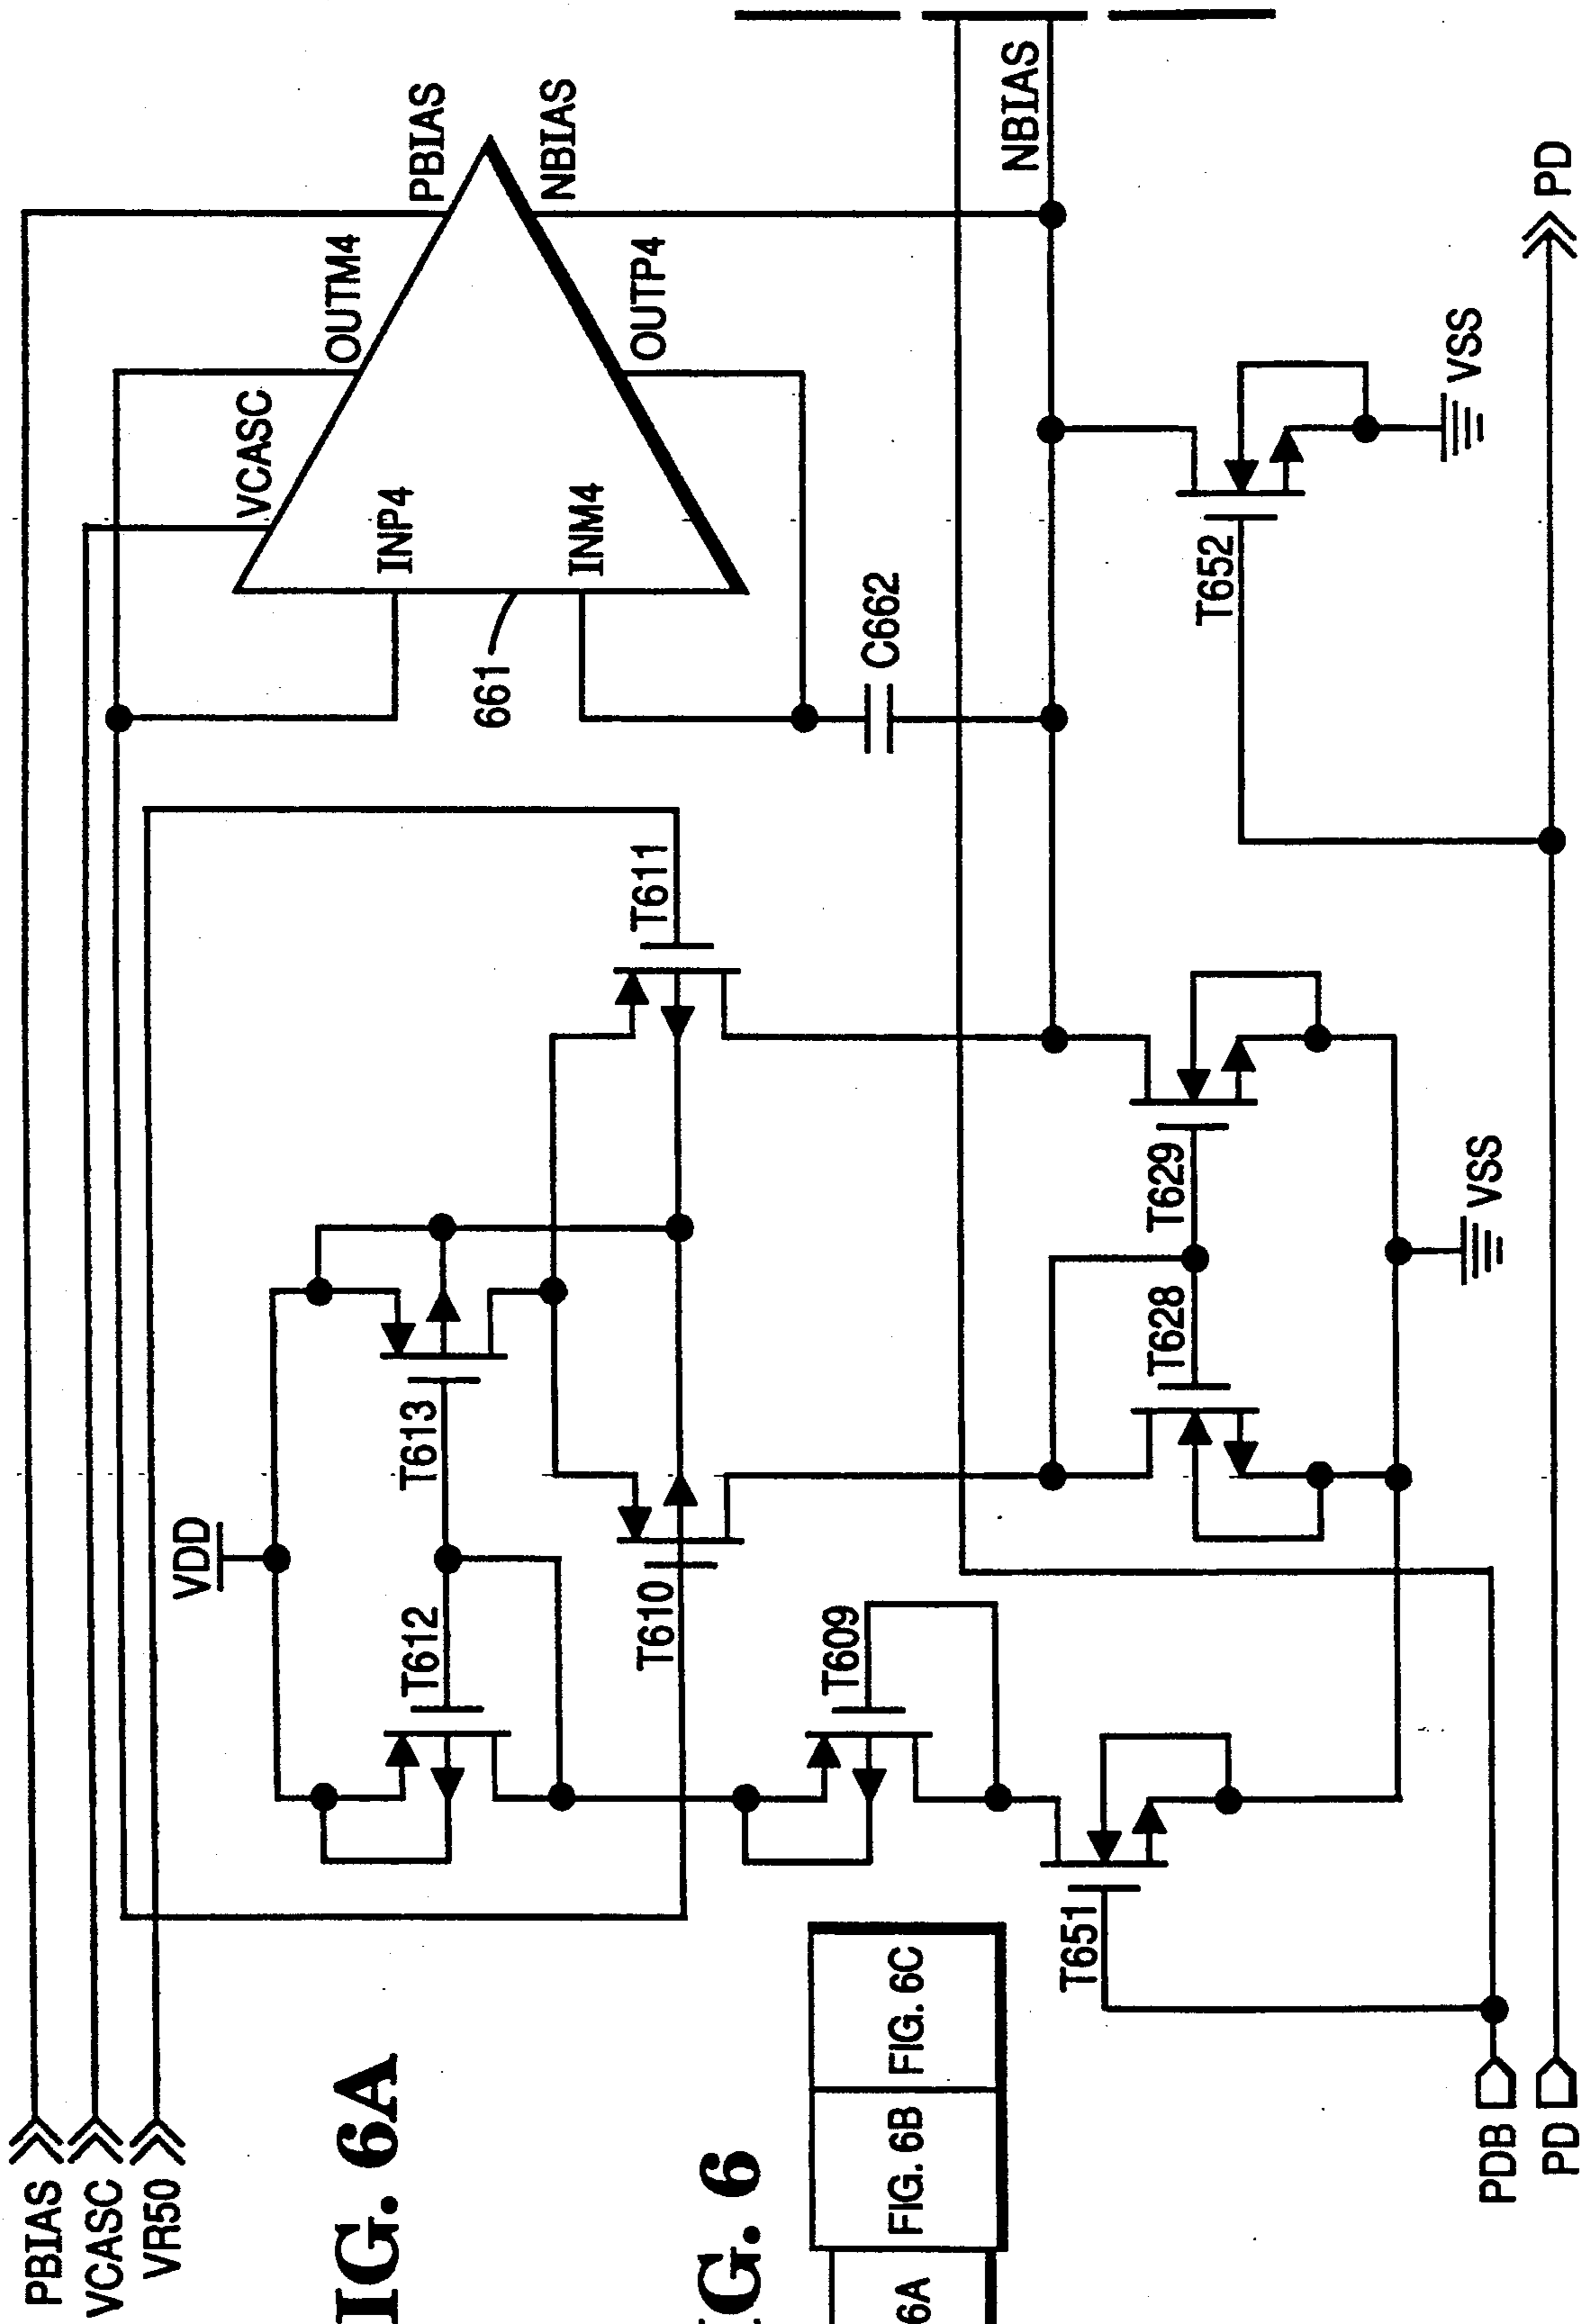 PBIAS
VCASC
VR50
IG. 6A
G. 6
6A
FIG. 6B
FIG. 6C
VDD
T612
T613
T610
T611
T609
T651
T628
T629
VSS
661
INP4
INM4
VCASC
OUTM4
PBIAS
NBIAS
OUTP4
C662
NBIAS
T652
VSS
PDB
PD
PD